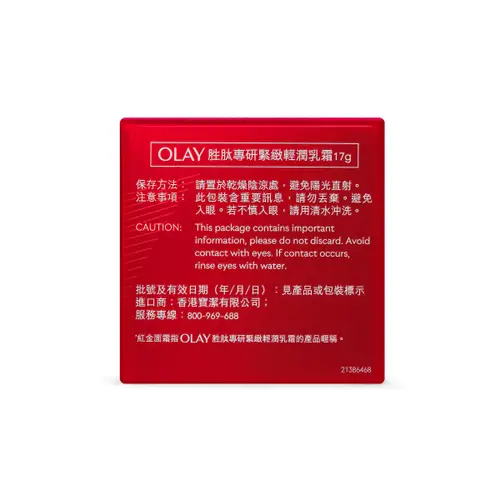 OLAY 胜肽專研緊緻輕潤乳霜17g
保存方法： 請置於乾燥陰涼處，避免陽光直射。
注意事項： 此包裝含重要訊息，請勿丟棄。避免
入眼。若不慎入眼，請用清水沖洗。
CAUTION: This package contains important
information, please do not discard. Avoid
contact with eyes. If contact occurs,
rinse eyes with water.
批號及有效日期（年/月/日）：見產品或包裝標示
進口商：香港寶潔有限公司；
服務專線：800-969-688
*紅金面霜指OLAY胜肽專研緊緻輕潤乳霜的產品暱稱。
21386468